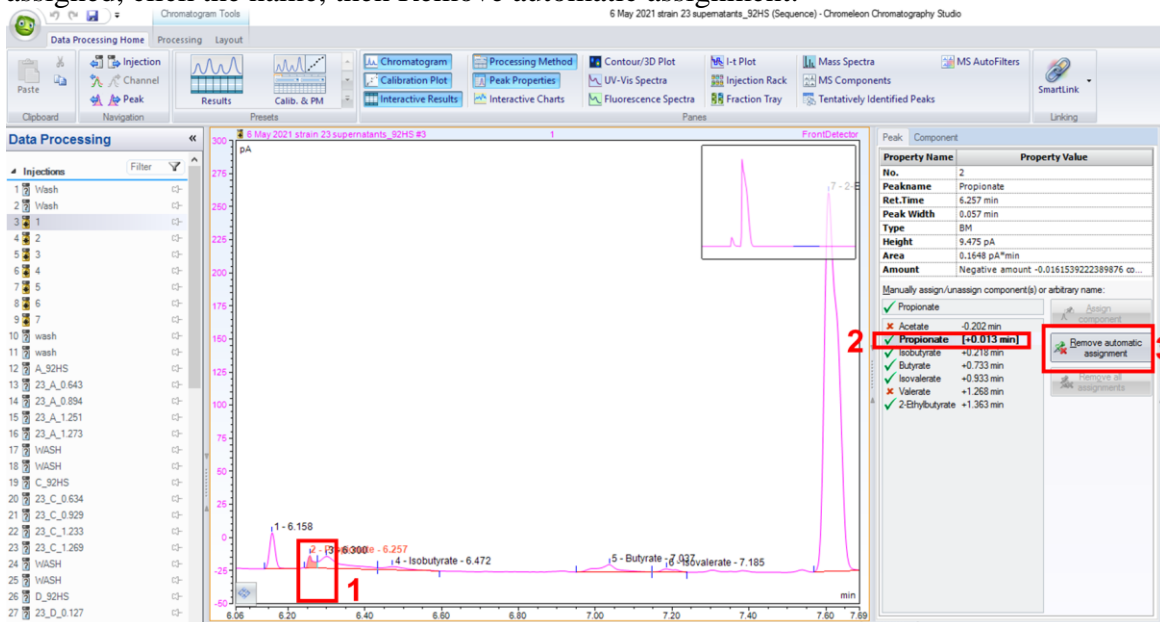 assigned, click the name, then Remove automatic assignment.
Chromatogram Tools
6 May 2021 strain 23 supernatants_92HS (Sequence) - Chromeleon Chromatography Studio
Data Processing Home Processing Layout
Paste
Injection
Channel
Peak
Results
Calib. & PM
Chromatogram
Calibration Plot
Interactive Results
Processing Method
Peak Properties
Interactive Charts
Contour/3D Plot
UV-Vis Spectra
Fluorescence Spectra
I-t Plot
Injection Rack
Fraction Tray
Mass Spectra
MS Components
Tentatively Identified Peaks
MS AutoFilters
SmartLink
Clipboard Navigation Presets Panes Linking
Data Processing
Injections Filter
1 Wash
2 Wash
3 1
4 2
5 3
6 4
7 5
8 6
9 7
10 wash
11 wash
12 A_92HS
13 23_A_0.643
14 23_A_0.894
15 23_A_1.251
16 23_A_1.273
17 WASH
18 WASH
19 C_92HS
20 23_C_0.634
21 23_C_0.929
22 23_C_1.233
23 23_C_1.269
24 WASH
25 WASH
26 D_92HS
27 23_D_0.127
6 May 2021 strain 23 supernatants_92HS #3 1 FrontDetector
pA
300
275
250
225
200
175
150
125
100
75
50
25
0
-25
-50
1 - 6.158
4 - Isobutyrate - 6.472
5 - Butyrate - 7.037
7 - 2-E
1
min
6.06 6.20 6.40 6.60 6.80 7.00 7.20 7.40 7.60 7.69
Peak Component
Property Name Property Value
No. 2
Peakname Propionate
Ret.Time 6.257 min
Peak Width 0.057 min
Type BM
Height 9.475 pA
Area 0.1648 pA*min
Amount Negative amount -0.0161539222389876 co...
Manually assign/unassign component(s) or arbitrary name:
Propionate
Acetate -0.202 min
2 Propionate [+0.013 min]
Isobutyrate +0.218 min
Butyrate +0.733 min
Isovalerate +0.933 min
Valerate +1.268 min
2-Ethylbutyrate +1.363 min
Assign
component
Remove automatic
assignment
Remove all
assignments